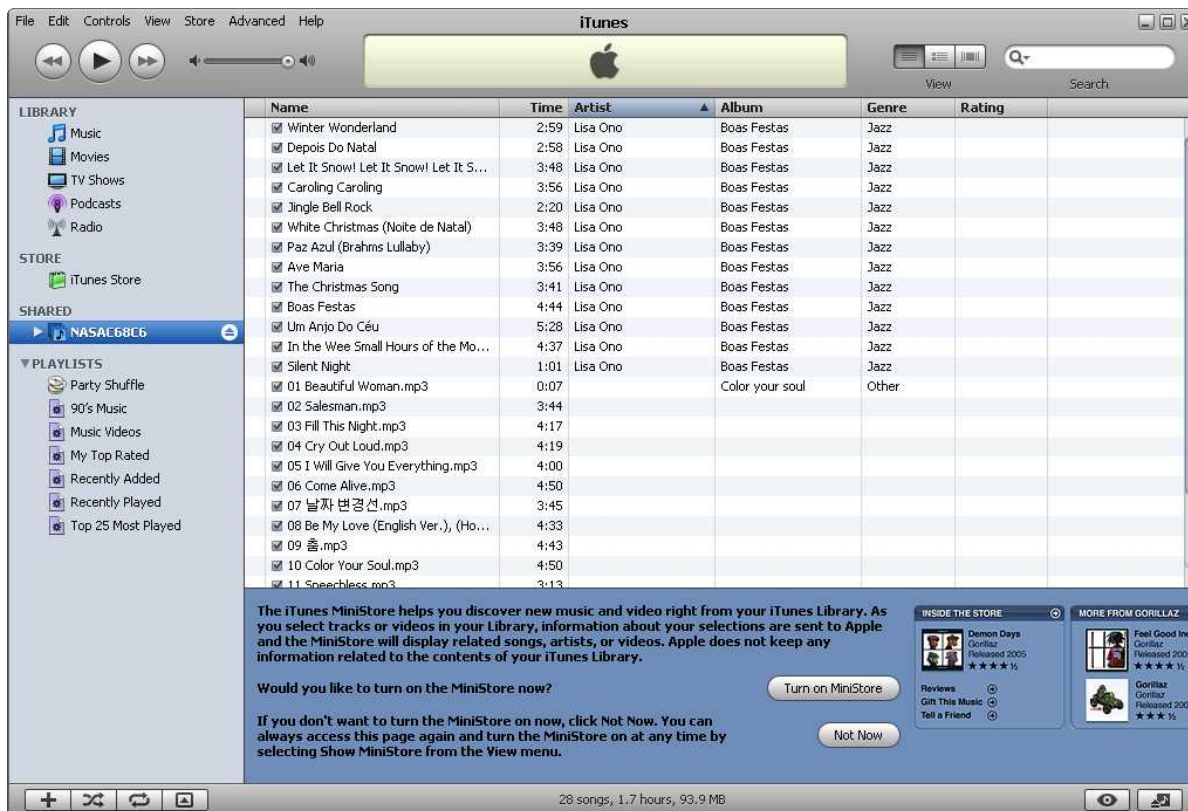 File Edit Controls View Store Advanced Help
iTunes
View
Search
LIBRARY
Music
Movies
TV Shows
Podcasts
Radio
STORE
iTunes Store
SHARED
NASAC68C6
PLAYLISTS
Party Shuffle
90's Music
Music Videos
My Top Rated
Recently Added
Recently Played
Top 25 Most Played
Name Time Artist Album Genre Rating
Winter Wonderland 2:59 Lisa Ono Boas Festas Jazz
Depois Do Natal 2:58 Lisa Ono Boas Festas Jazz
Let It Snow! Let It Snow! Let It S... 3:48 Lisa Ono Boas Festas Jazz
Caroling Caroling 3:56 Lisa Ono Boas Festas Jazz
Jingle Bell Rock 2:20 Lisa Ono Boas Festas Jazz
White Christmas (Noite de Natal) 3:48 Lisa Ono Boas Festas Jazz
Paz Azul (Brahms Lullaby) 3:39 Lisa Ono Boas Festas Jazz
Ave Maria 3:56 Lisa Ono Boas Festas Jazz
The Christmas Song 3:41 Lisa Ono Boas Festas Jazz
Boas Festas 4:44 Lisa Ono Boas Festas Jazz
Um Anjo Do Céu 5:28 Lisa Ono Boas Festas Jazz
In the Wee Small Hours of the Mo... 4:37 Lisa Ono Boas Festas Jazz
Silent Night 1:01 Lisa Ono Boas Festas Jazz
01 Beautiful Woman.mp3 0:07 Color your soul Other
02 Salesman.mp3 3:44
03 Fill This Night.mp3 4:17
04 Cry Out Loud.mp3 4:19
05 I Will Give You Everything.mp3 4:00
06 Come Alive.mp3 4:50
07 날짜 변경선.mp3 3:45
08 Be My Love (English Ver.), (Ho... 4:33
09 춤.mp3 4:43
10 Color Your Soul.mp3 4:50
11 Speechless.mp3 3:13
The iTunes MiniStore helps you discover new music and video right from your iTunes Library. As
you select tracks or videos in your Library, information about your selections are sent to Apple
and the MiniStore will display related songs, artists, or videos. Apple does not keep any
information related to the contents of your iTunes Library.
Would you like to turn on the MiniStore now?
Turn on MiniStore
If you don't want to turn the MiniStore on now, click Not Now. You can
always access this page again and turn the MiniStore on at any time by
selecting Show MiniStore from the View menu.
Not Now
INSIDE THE STORE
Demon Days
Gorillaz
Released 2005
Reviews
Gift This Music
Tell a Friend
MORE FROM GORILLAZ
Feel Good Inc
Gorillaz
Released 200
Gorillaz
Gorillaz
Released 200
28 songs, 1.7 hours, 93.9 MB